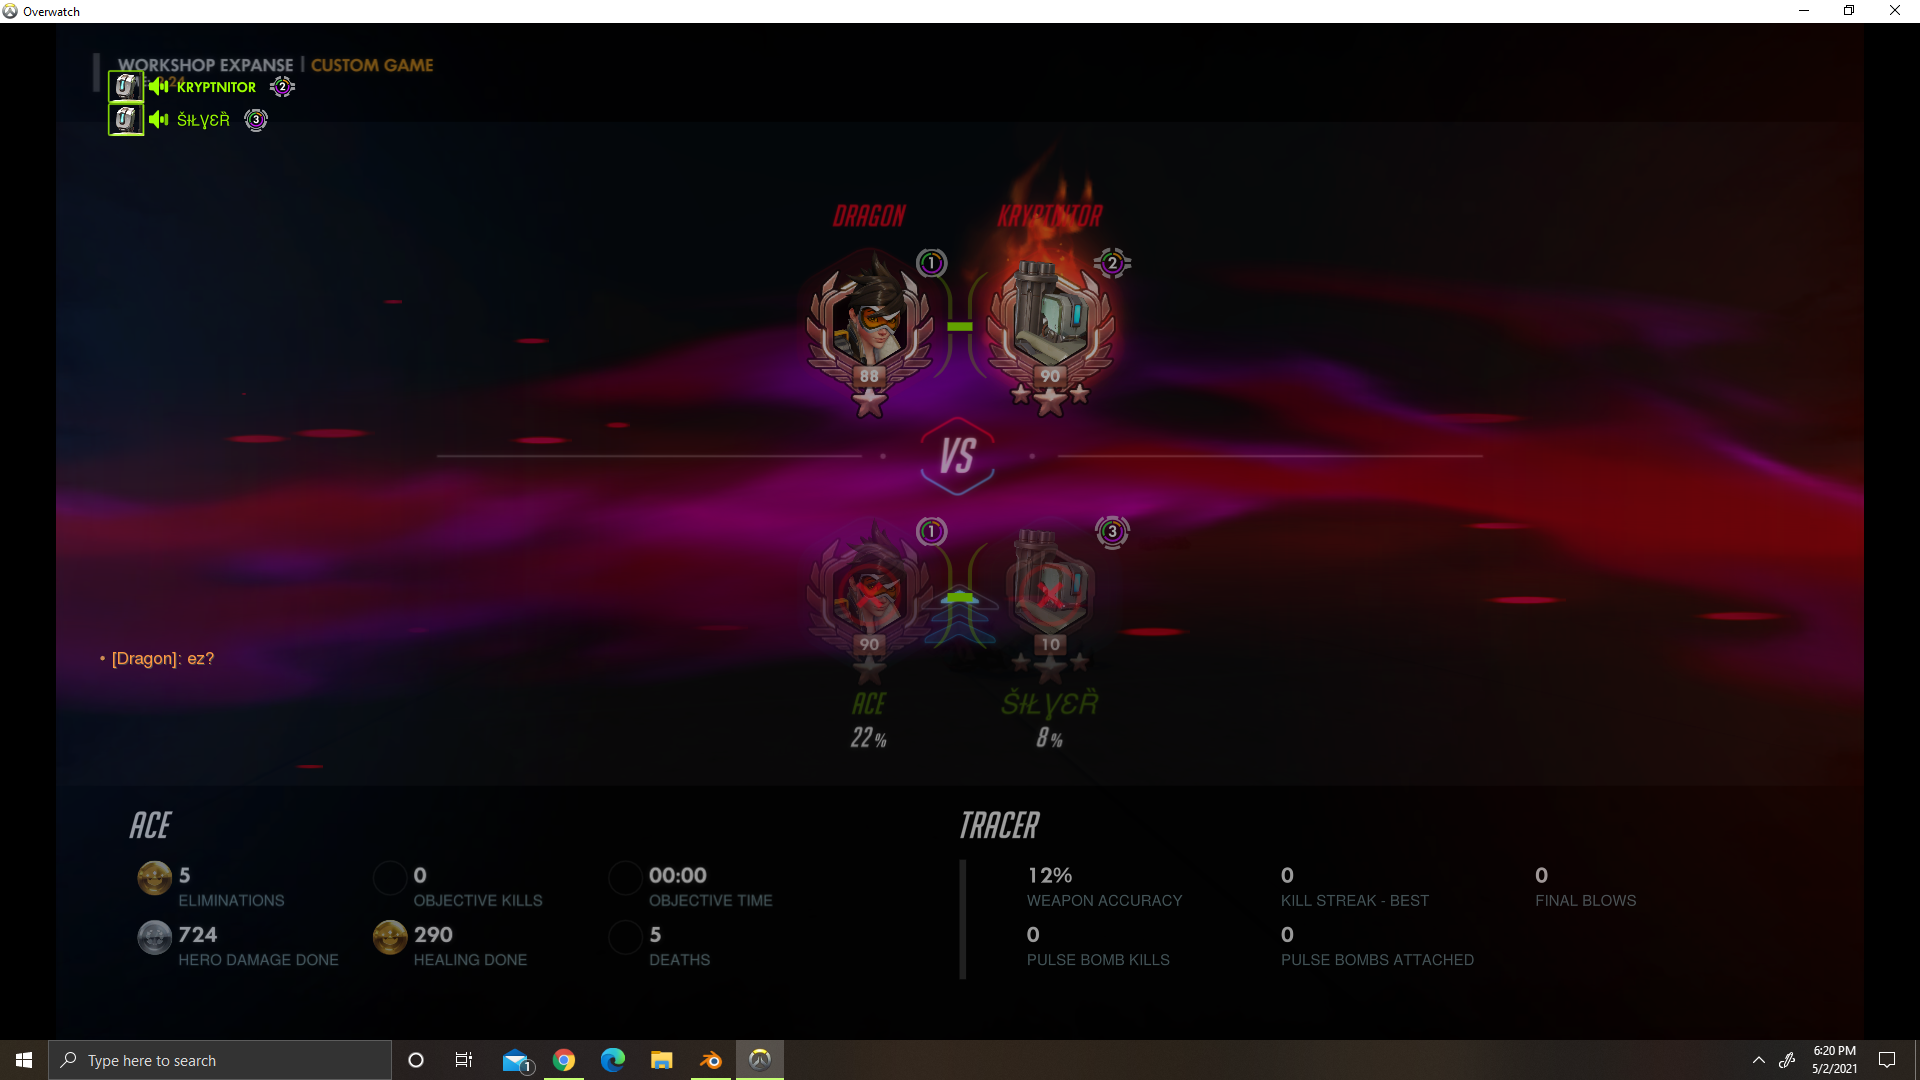 Overwatch
WORKSHOP EXPANSE | CUSTOM GAME
KRYPTNITOR 2
ŠƗŁƔƐȐ 3
DRAGON KRYPTNITOR
1 2
88 90
VS
1 3
90 10
ACE ŠƗŁƔƐȐ
22% 8%
• [Dragon]: ez?
ACE
5
ELIMINATIONS
0
OBJECTIVE KILLS
00:00
OBJECTIVE TIME
724
HERO DAMAGE DONE
290
HEALING DONE
5
DEATHS
TRACER
12%
WEAPON ACCURACY
0
KILL STREAK - BEST
0
FINAL BLOWS
0
PULSE BOMB KILLS
0
PULSE BOMBS ATTACHED
Type here to search
1
6:20 PM
5/2/2021